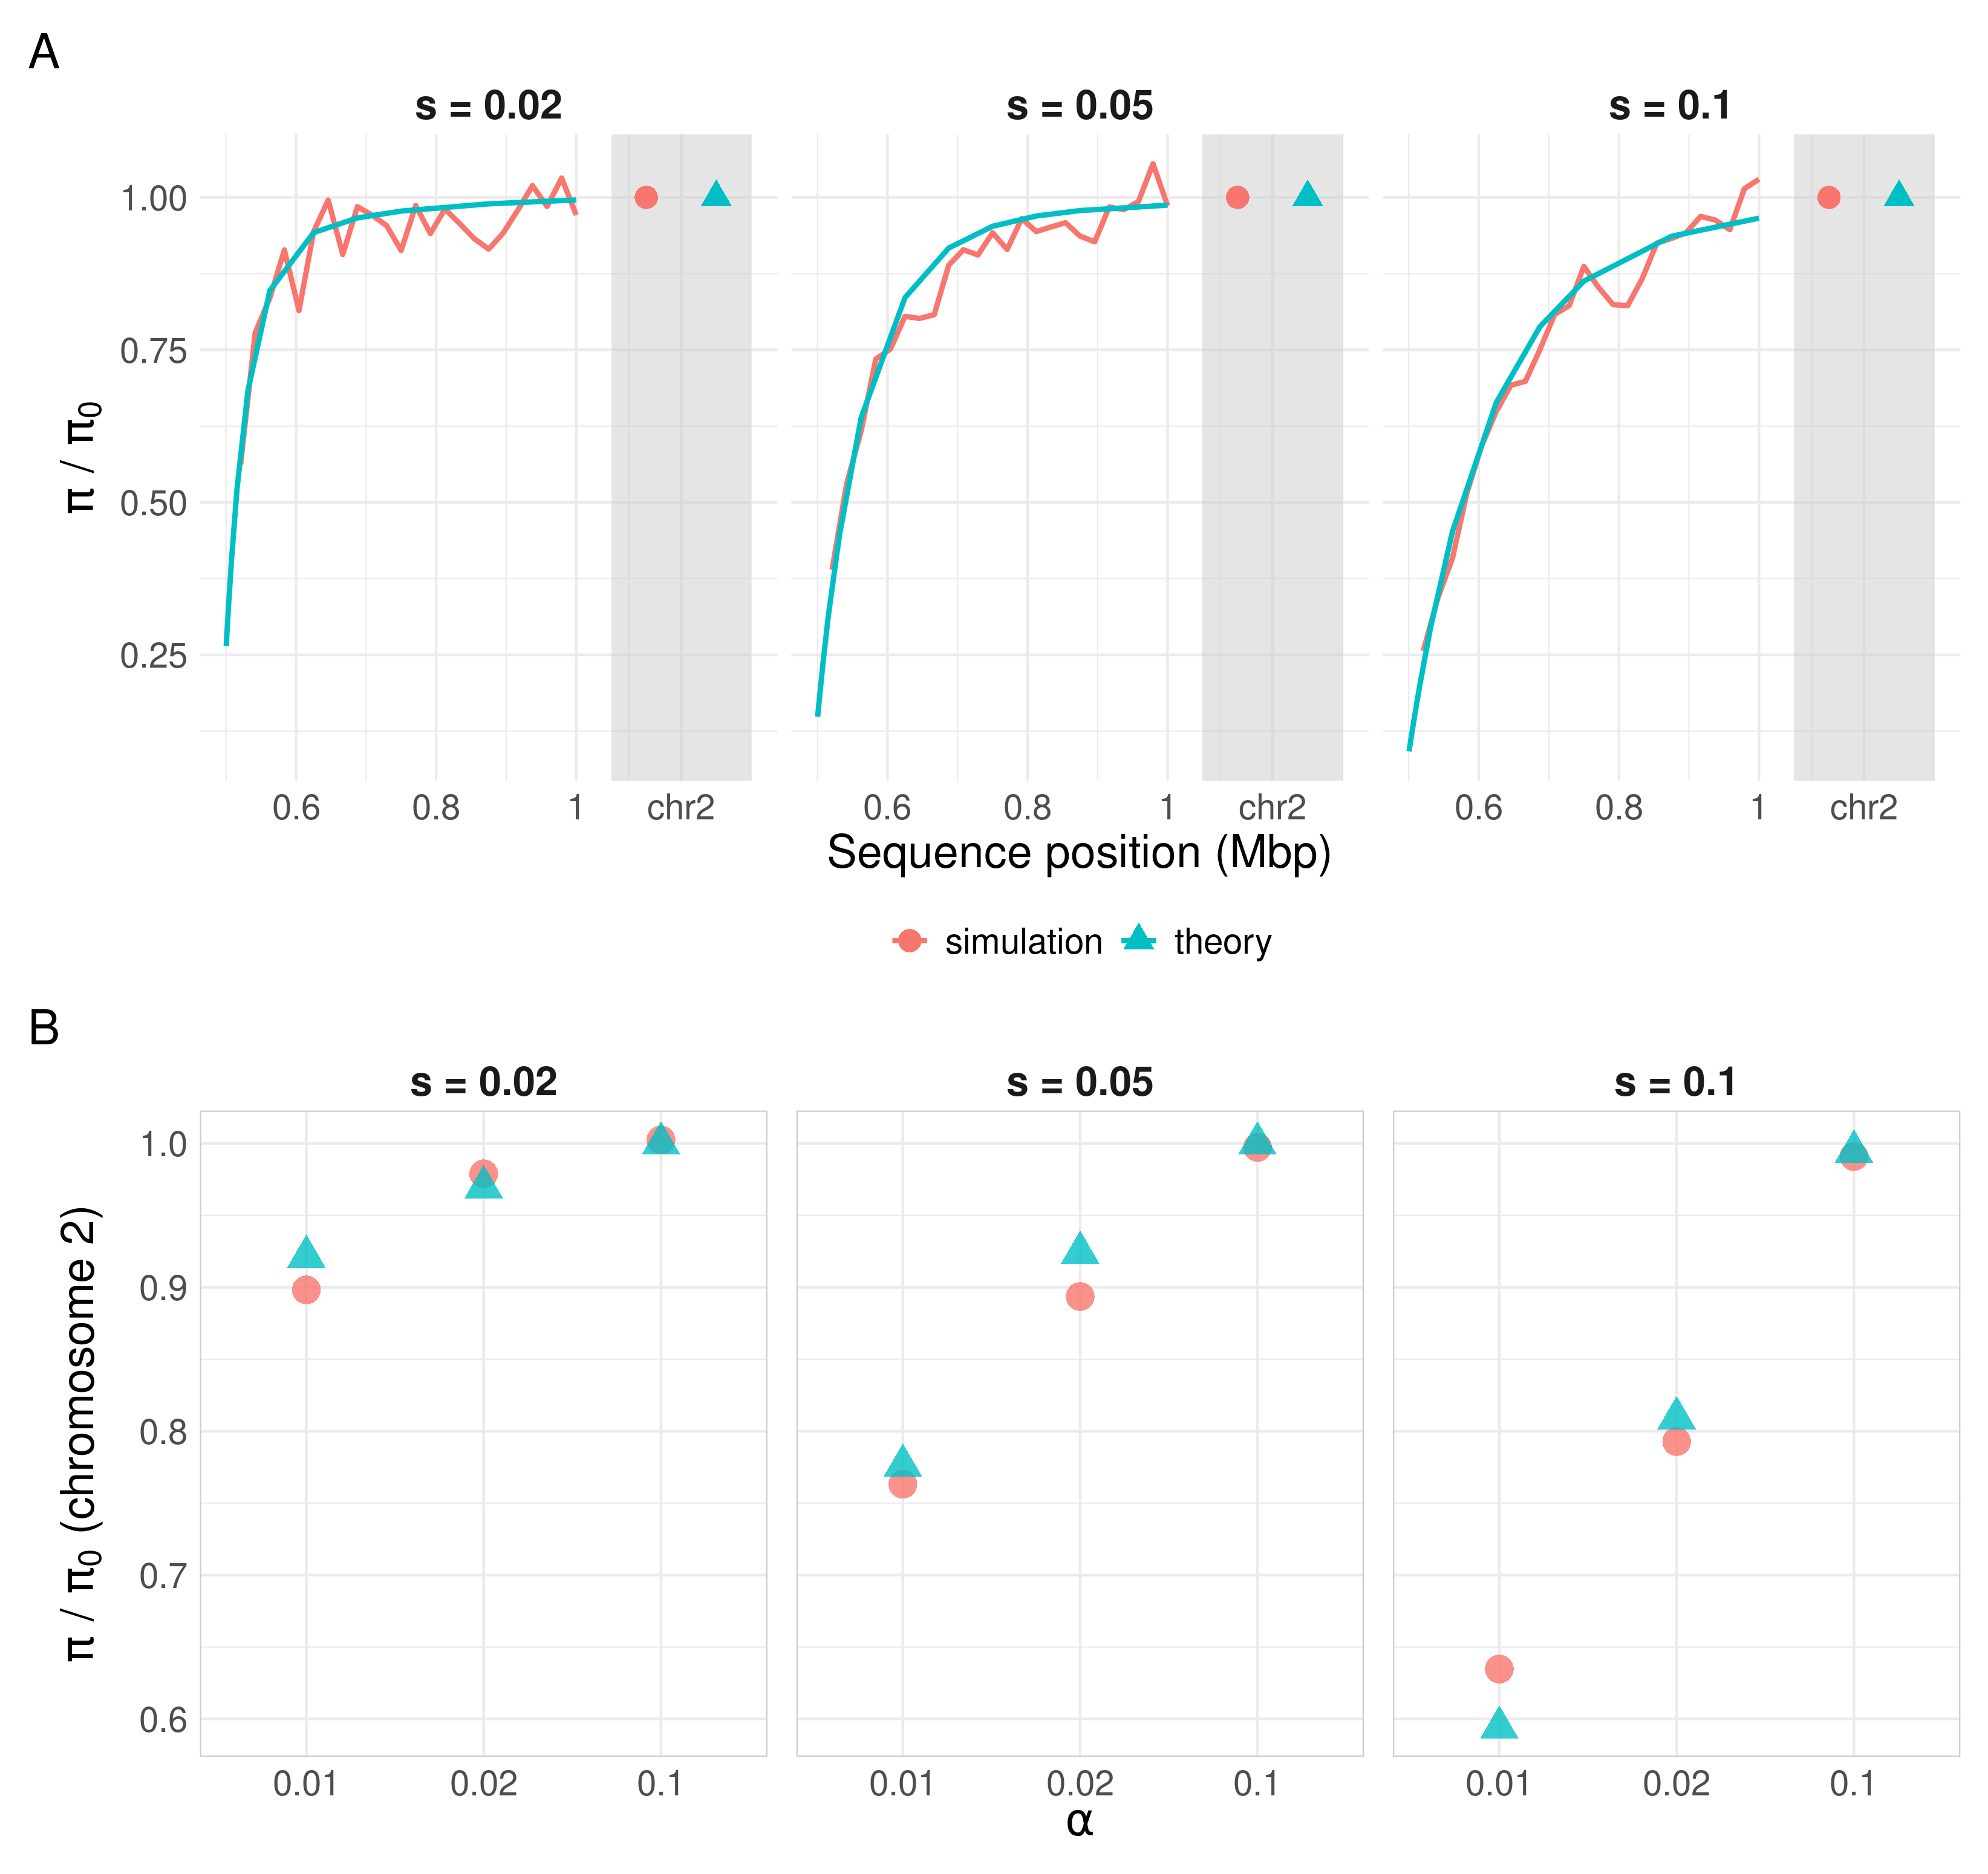 A
s = 0.02 s = 0.05 s = 0.1
π / π0
1.00
0.75
0.50
0.25
0.6 0.8 1 chr2 0.6 0.8 1 chr2 0.6 0.8 1 chr2
Sequence position (Mbp)
simulation theory
B
s = 0.02 s = 0.05 s = 0.1
π / π0 (chromosome 2)
1.0
0.9
0.8
0.7
0.6
0.01 0.02 0.1 0.01 0.02 0.1 0.01 0.02 0.1
α